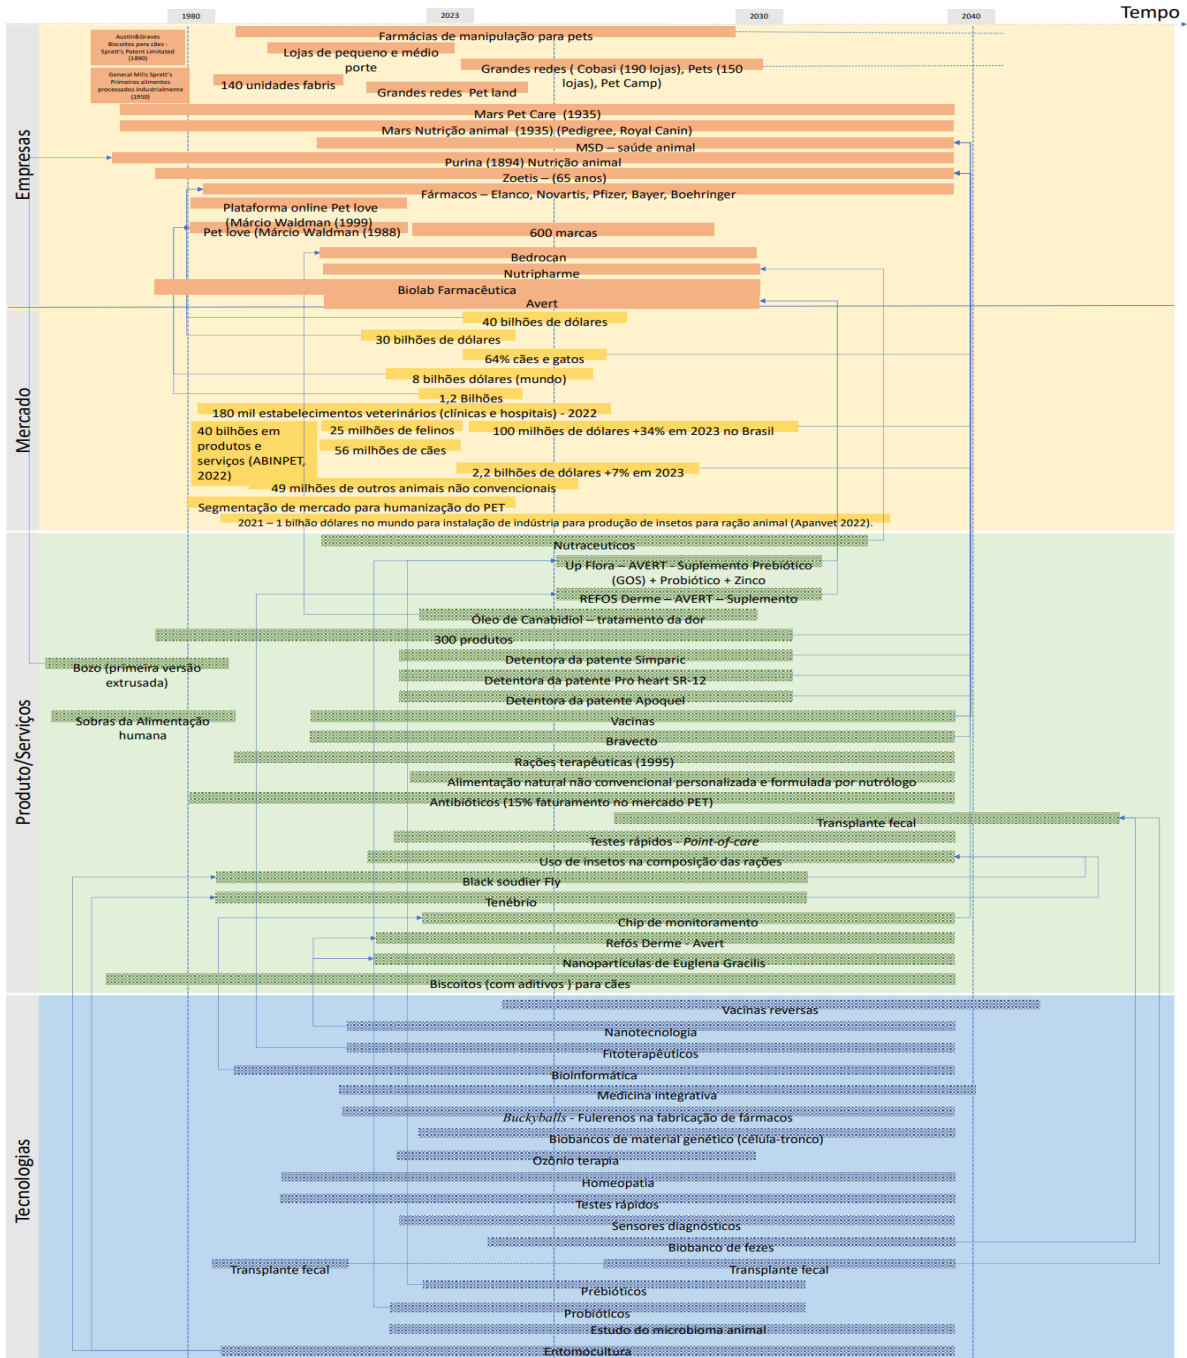 1980
2023
2030
2040
Tempo
Empresas
Austin&Graves
Biscoitos para cães -
Spratt's Patent Limitated
(1890)
General Mills Spratt's
Primeiros alimentos
processados industrialmente
(1950)
Farmácias de manipulação para pets
Lojas de pequeno e médio
porte
Grandes redes ( Cobasi (190 lojas), Pets (150
lojas), Pet Camp)
140 unidades fabris
Grandes redes Pet land
Mars Pet Care (1935)
Mars Nutrição animal (1935) (Pedigree, Royal Canin)
MSD – saúde animal
Purina (1894) Nutrição animal
Zoetis – (65 anos)
Fármacos – Elanco, Novartis, Pfizer, Bayer, Boehringer
Plataforma online Pet love
(Márcio Waldman (1999)
Pet love (Márcio Waldman (1988)
600 marcas
Bedrocan
Nutripharme
Biolab Farmacêutica
Avert
Mercado
40 bilhões de dólares
30 bilhões de dólares
64% cães e gatos
8 bilhões dólares (mundo)
1,2 Bilhões
180 mil estabelecimentos veterinários (clínicas e hospitais) - 2022
40 bilhões em
produtos e
serviços (ABINPET,
2022)
25 milhões de felinos
100 milhões de dólares +34% em 2023 no Brasil
56 milhões de cães
2,2 bilhões de dólares +7% em 2023
49 milhões de outros animais não convencionais
Segmentação de mercado para humanização do PET
2021 – 1 bilhão dólares no mundo para instalação de indústria para produção de insetos para ração animal (Apanvet 2022).
Produto/Serviços
Nutraceuticos
Up Flora – AVERT - Suplemento Prebiótico
(GOS) + Probiótico + Zinco
REFOS Derme – AVERT – Suplemento
Óleo de Canabidiol – tratamento da dor
300 produtos
Detentora da patente Simparic
Bozo (primeira versão
extrusada)
Detentora da patente Pro heart SR-12
Detentora da patente Apoquel
Sobras da Alimentação
humana
Vacinas
Bravecto
Rações terapêuticas (1995)
Alimentação natural não convencional personalizada e formulada por nutrólogo
Antibióticos (15% faturamento no mercado PET)
Transplante fecal
Testes rápidos - Point-of-care
Uso de insetos na composição das rações
Black soudier Fly
Tenébrio
Chip de monitoramento
Refós Derme - Avert
Nanopartículas de Euglena Gracilis
Biscoitos (com aditivos ) para cães
Tecnologias
Vacinas reversas
Nanotecnologia
Fitoterapêuticos
Bioinformática
Medicina integrativa
Buckyballs - Fulerenos na fabricação de fármacos
Biobancos de material genético (célula-tronco)
Ozônio terapia
Homeopatia
Testes rápidos
Sensores diagnósticos
Biobanco de fezes
Transplante fecal
Transplante fecal
Prébióticos
Probióticos
Estudo do microbioma animal
Entomocultura